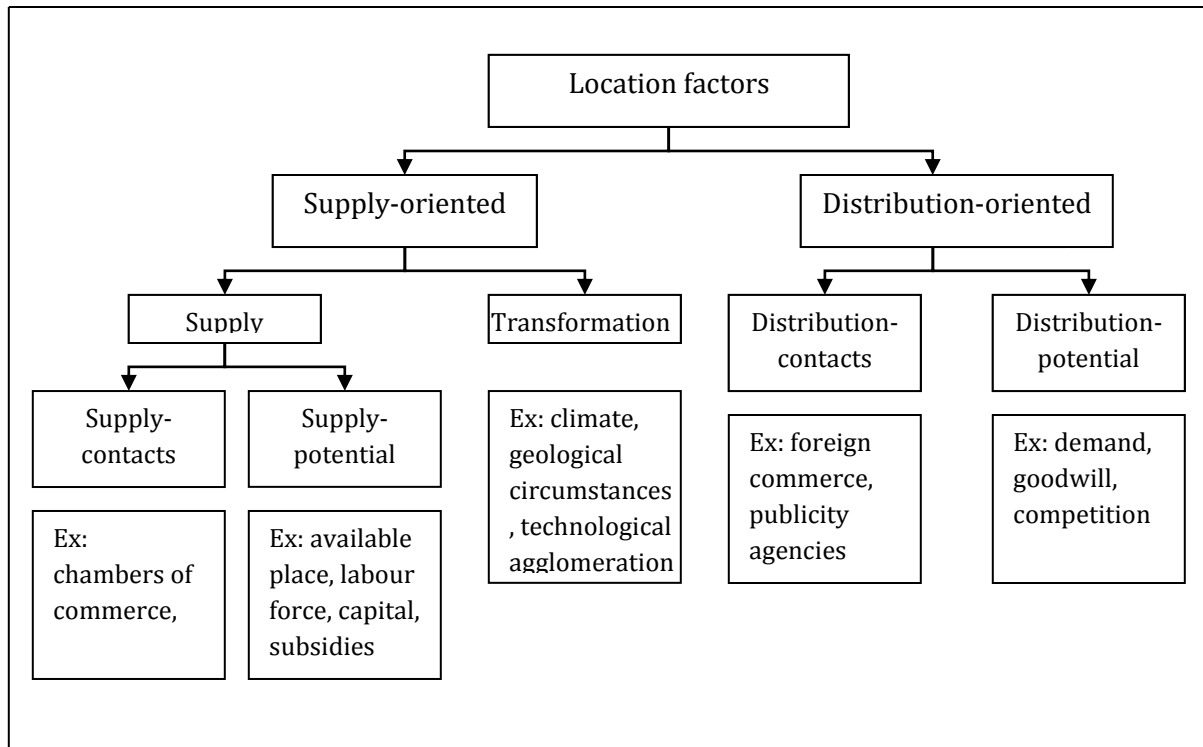 Location factors
Supply-oriented
Distribution-oriented
Supply
Transformation
Distribution-
contacts
Distribution-
potential
Supply-
contacts
Supply-
potential
Ex: climate,
geological
circumstances
, technological
agglomeration
Ex: foreign
commerce,
publicity
agencies
Ex: demand,
goodwill,
competition
Ex:
chambers of
commerce,
Ex: available
place, labour
force, capital,
subsidies